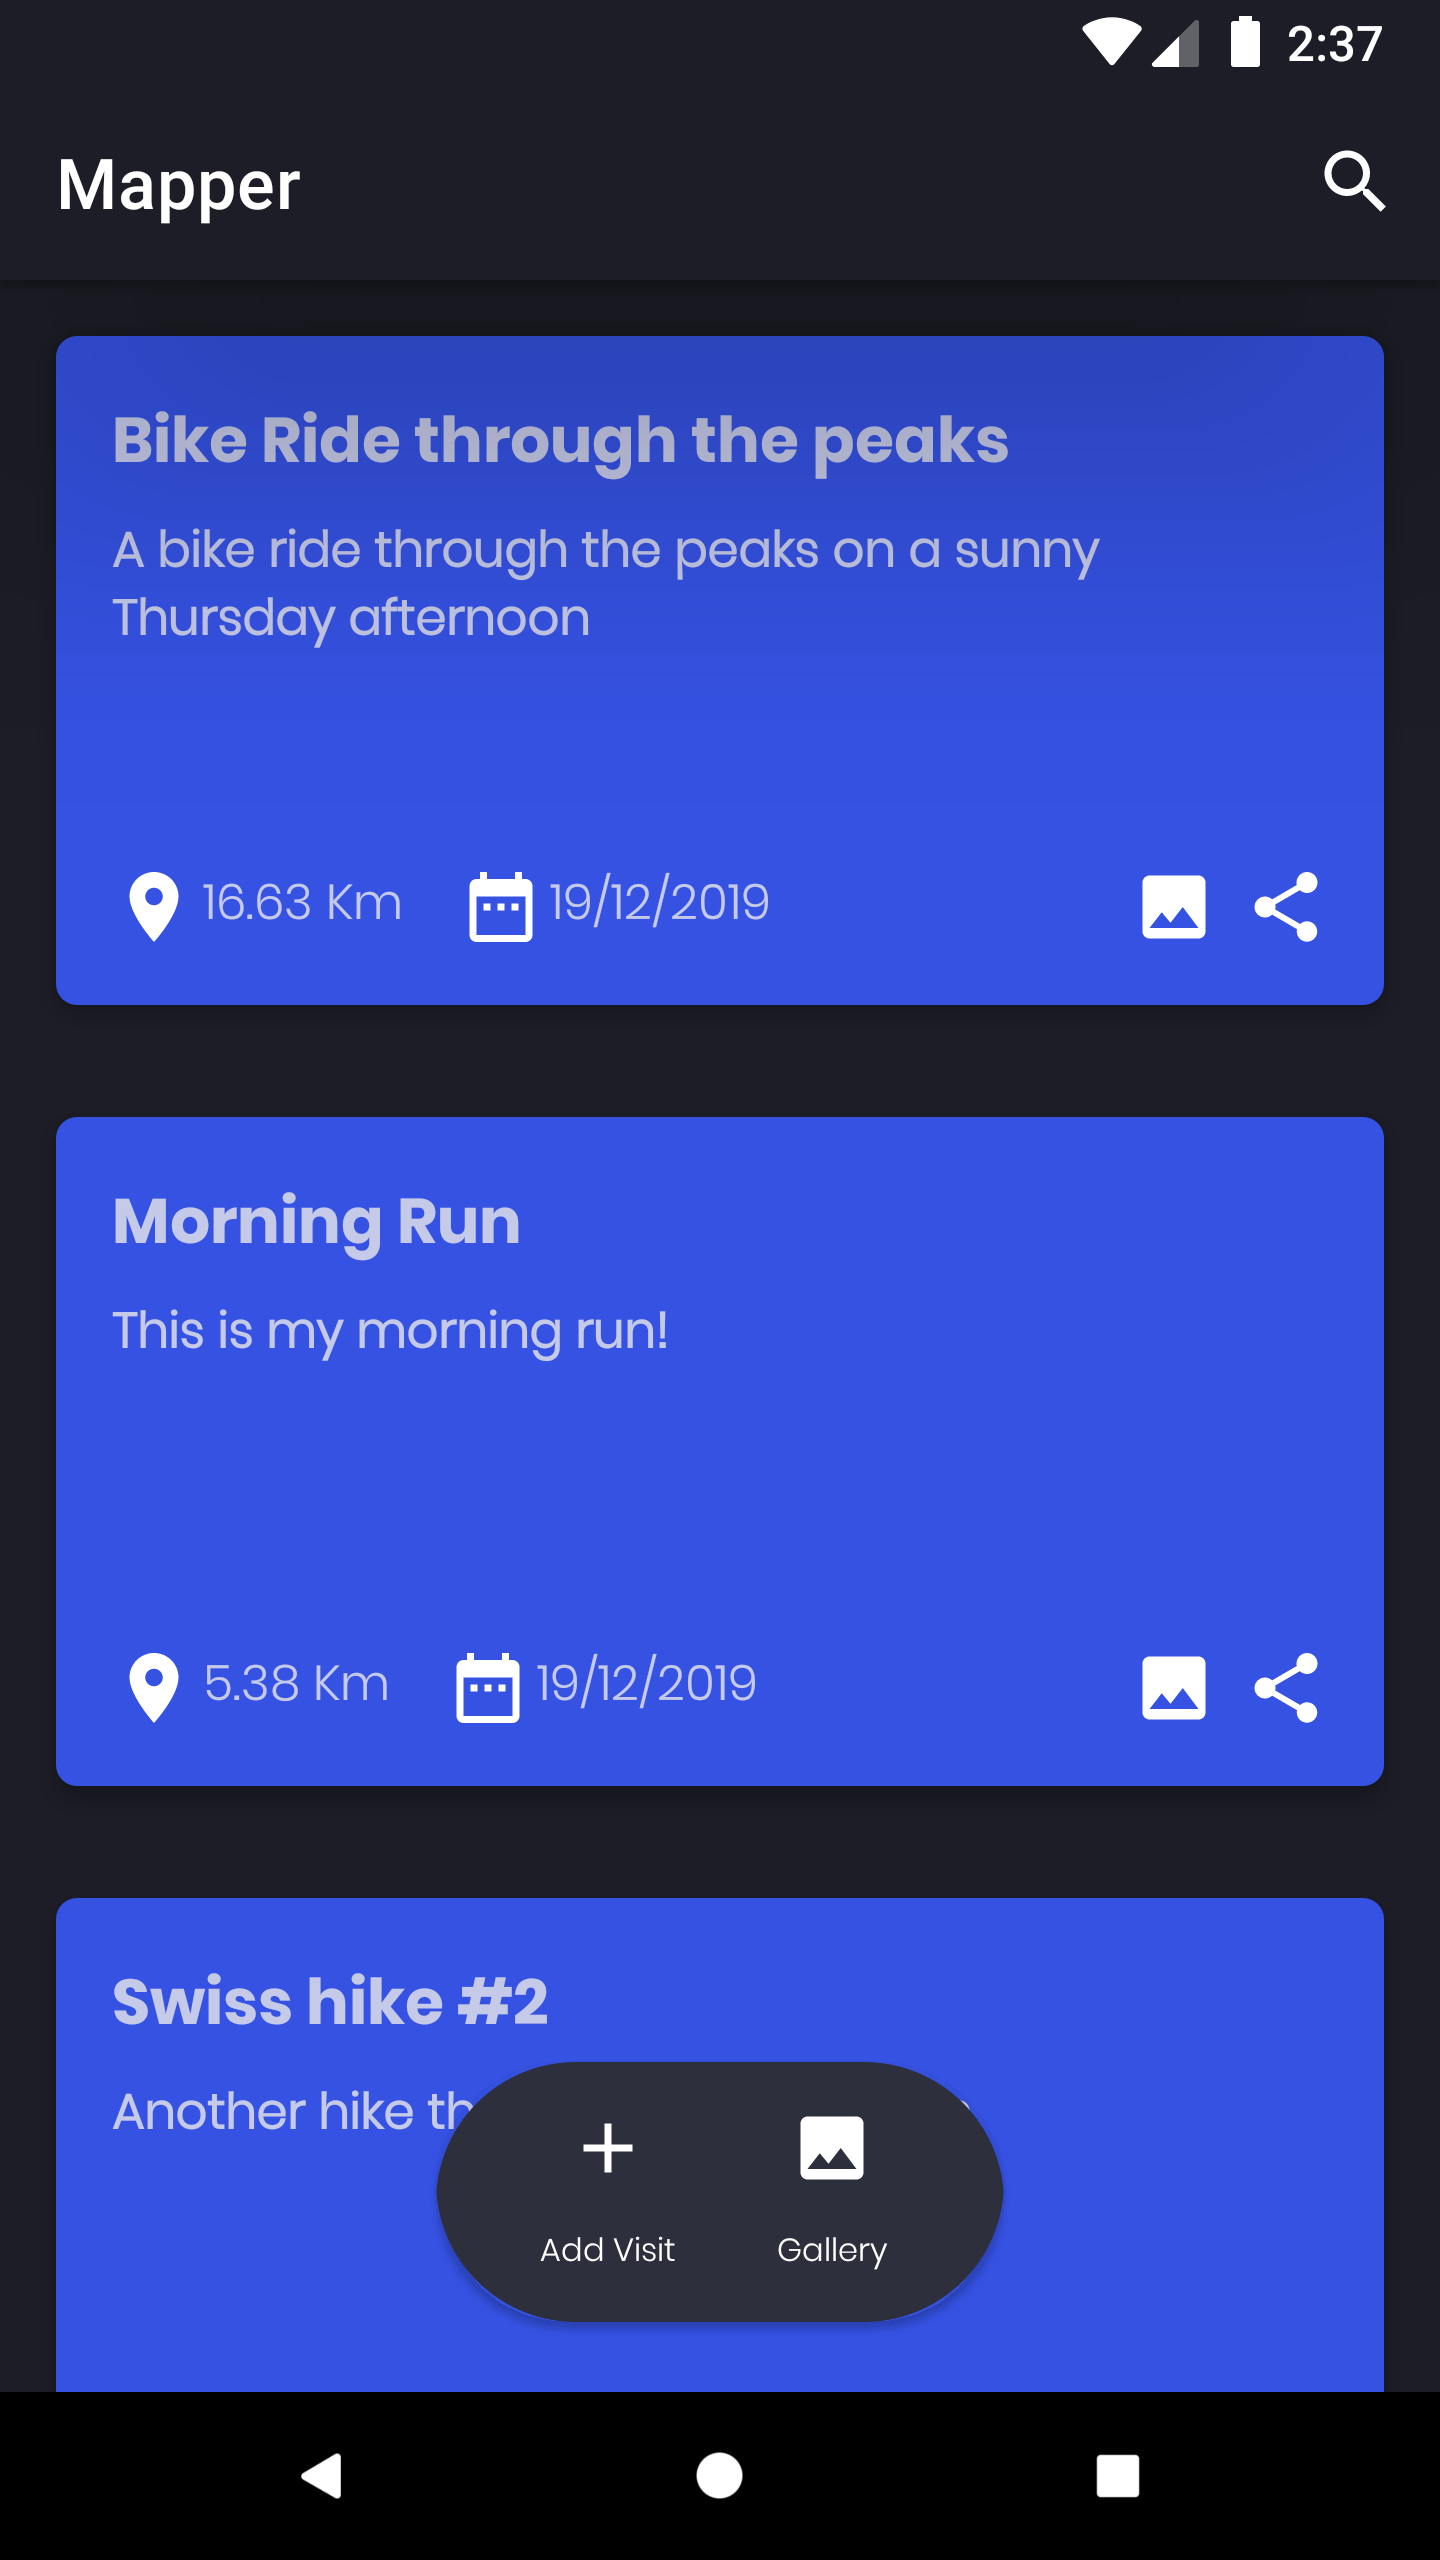 2:37
Mapper
Bike Ride through the peaks
A bike ride through the peaks on a sunny
Thursday afternoon
16.63 Km 19/12/2019
Morning Run
This is my morning run!
5.38 Km 19/12/2019
Swiss hike #2
Another hike
Add Visit Gallery